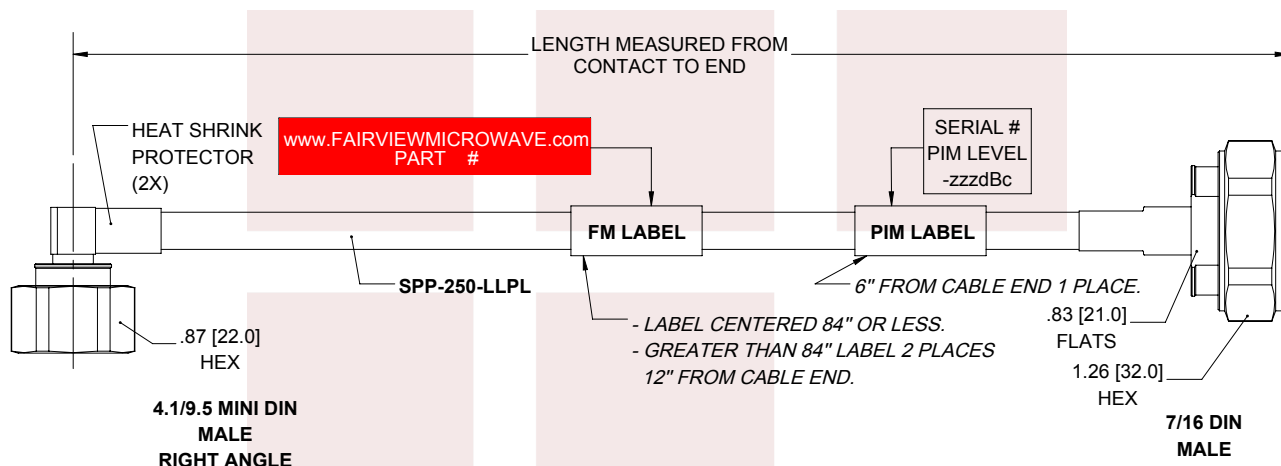 LENGTH MEASURED FROM
CONTACT TO END
HEAT SHRINK
PROTECTOR
(2X)
www.FAIRVIEWMICROWAVE.com
PART #
SERIAL #
PIM LEVEL
-zzzdBc
FM LABEL
PIM LABEL
SPP-250-LLPL
6" FROM CABLE END 1 PLACE.
- LABEL CENTERED 84" OR LESS.
- GREATER THAN 84" LABEL 2 PLACES
12" FROM CABLE END.
.87 [22.0]
HEX
.83 [21.0]
FLATS
1.26 [32.0]
HEX
4.1/9.5 MINI DIN
MALE
RIGHT ANGLE
7/16 DIN
MALE